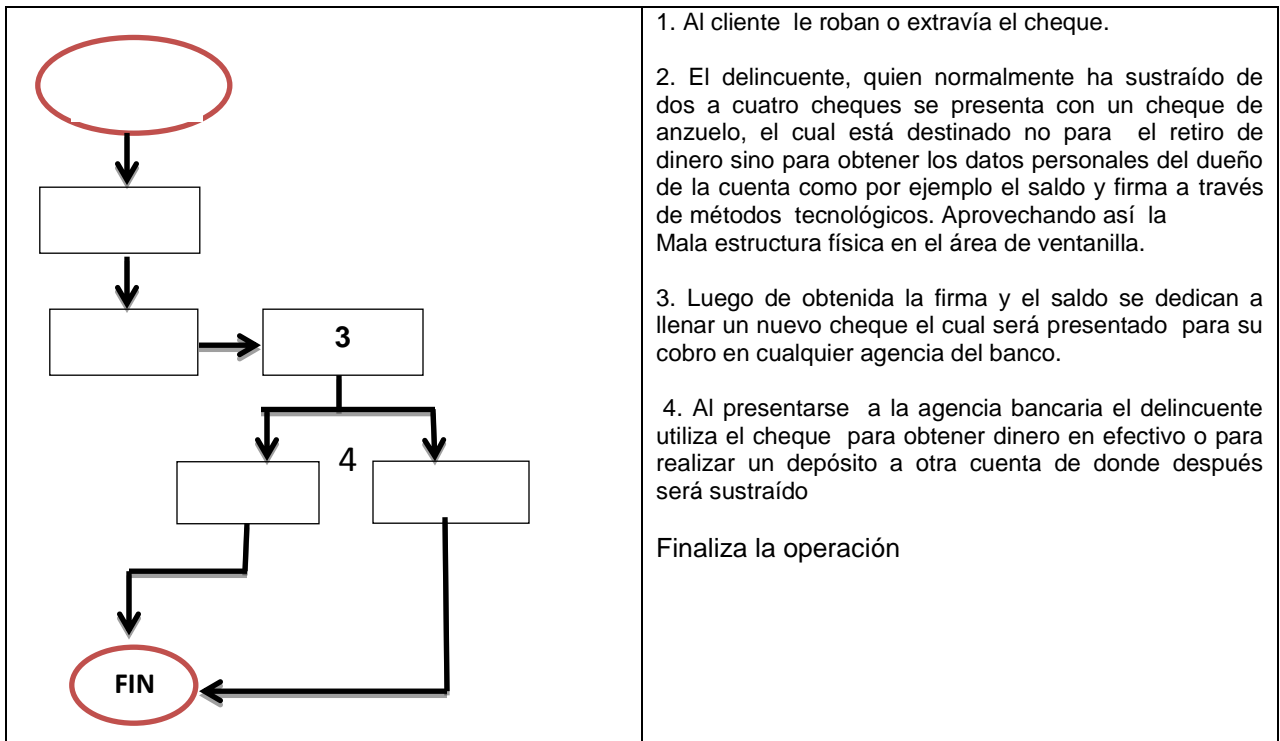 3
4
FIN
1. Al cliente le roban o extravía el cheque.
2. El delincuente, quien normalmente ha sustraído de
dos a cuatro cheques se presenta con un cheque de
anzuelo, el cual está destinado no para el retiro de
dinero sino para obtener los datos personales del dueño
de la cuenta como por ejemplo el saldo y firma a través
de métodos tecnológicos. Aprovechando así la
Mala estructura física en el área de ventanilla.
3. Luego de obtenida la firma y el saldo se dedican a
llenar un nuevo cheque el cual será presentado para su
cobro en cualquier agencia del banco.
4. Al presentarse a la agencia bancaria el delincuente
utiliza el cheque para obtener dinero en efectivo o para
realizar un depósito a otra cuenta de donde después
será sustraído
Finaliza la operación